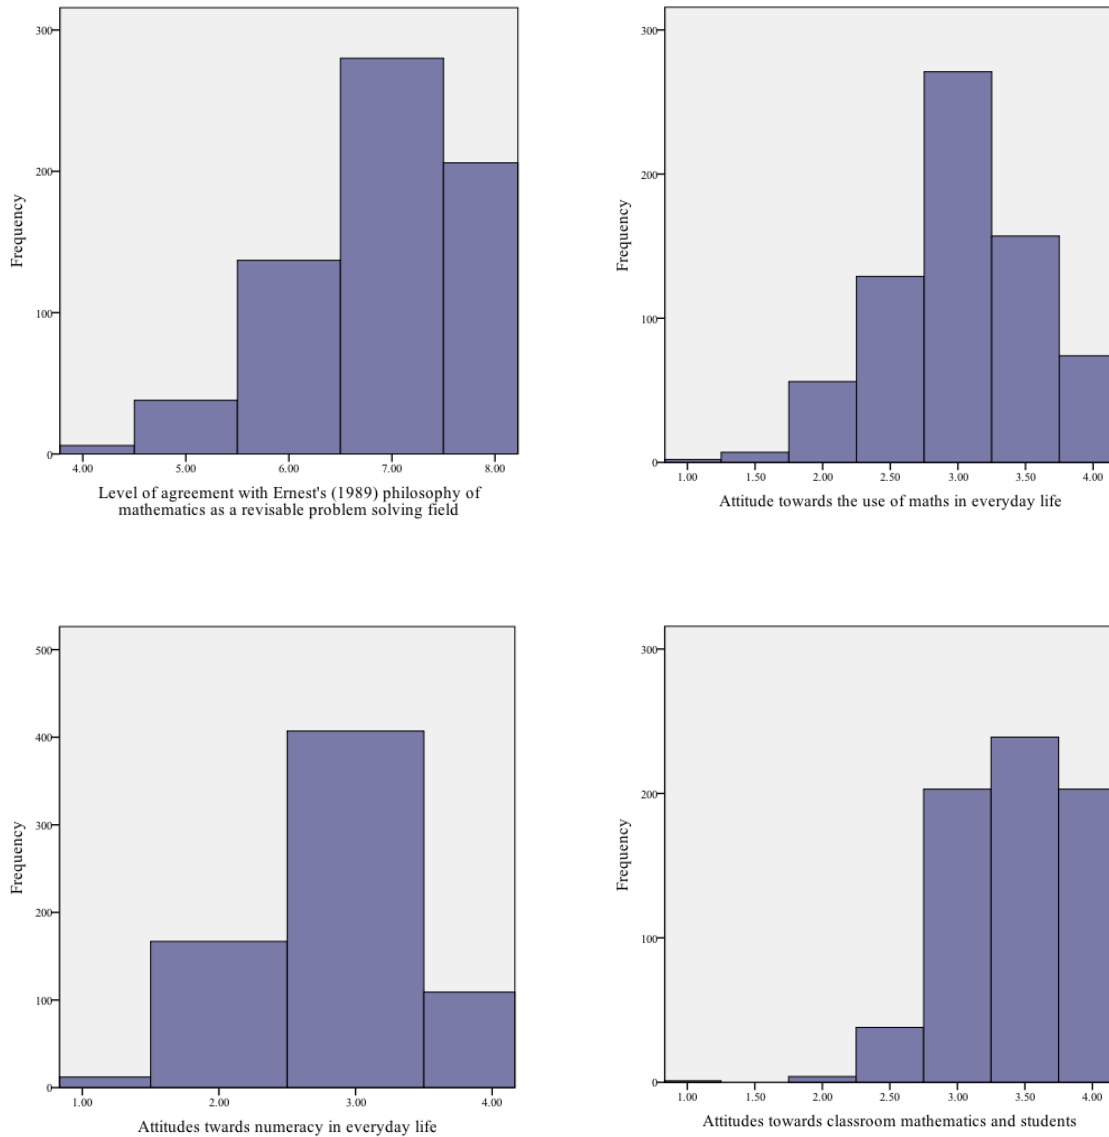 300
200
100
0
Frequency
4.00 5.00 6.00 7.00 8.00
Level of agreement with Ernest's (1989) philosophy of
mathematics as a revisable problem solving field
300
200
100
0
Frequency
1.00 1.50 2.00 2.50 3.00 3.50 4.00
Attitude towards the use of maths in everyday life
500
400
300
200
100
0
Frequency
1.00 2.00 3.00 4.00
Attitudes twards numeracy in everyday life
300
200
100
0
Frequency
1.00 1.50 2.00 2.50 3.00 3.50 4.00
Attitudes towards classroom mathematics and students